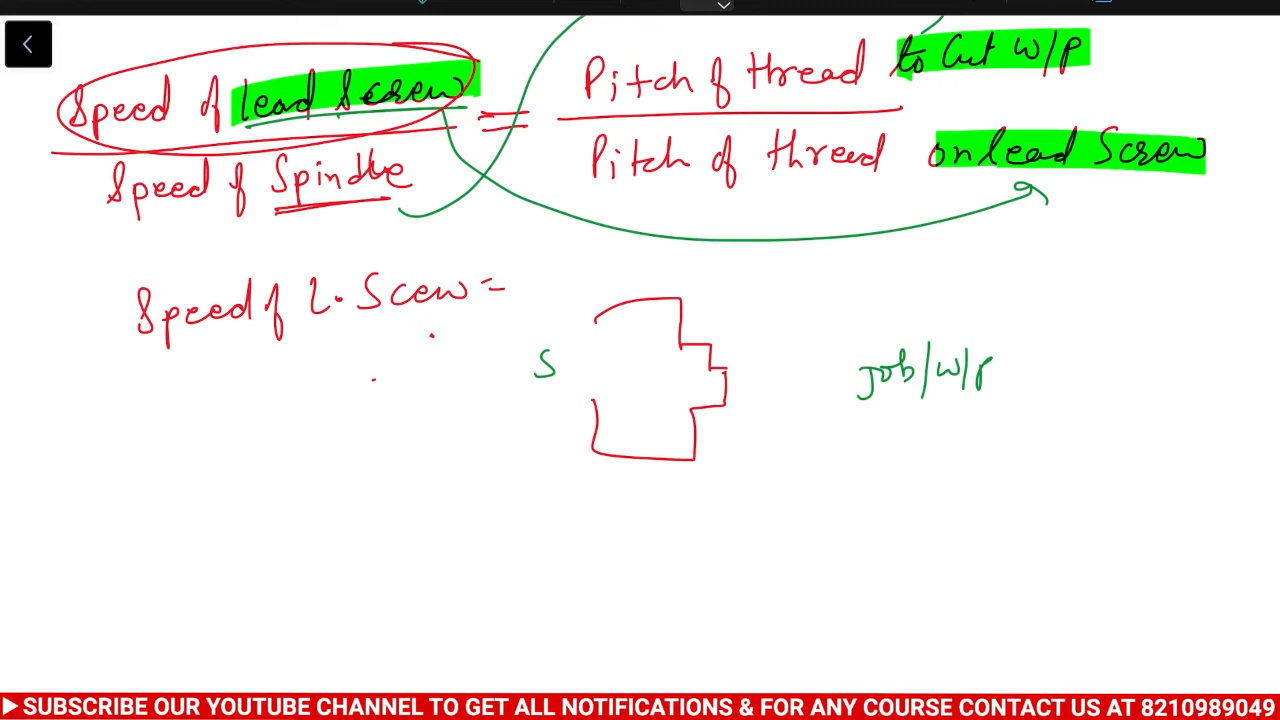 Speed of lead Screw = Pitch of thread to Cut W/P
Speed of Spindle Pitch of thread on lead Screw
Speed of L. Scew =
S
Job/W/P
SUBSCRIBE OUR YOUTUBE CHANNEL TO GET ALL NOTIFICATIONS & FOR ANY COURSE CONTACT US AT 8210989049